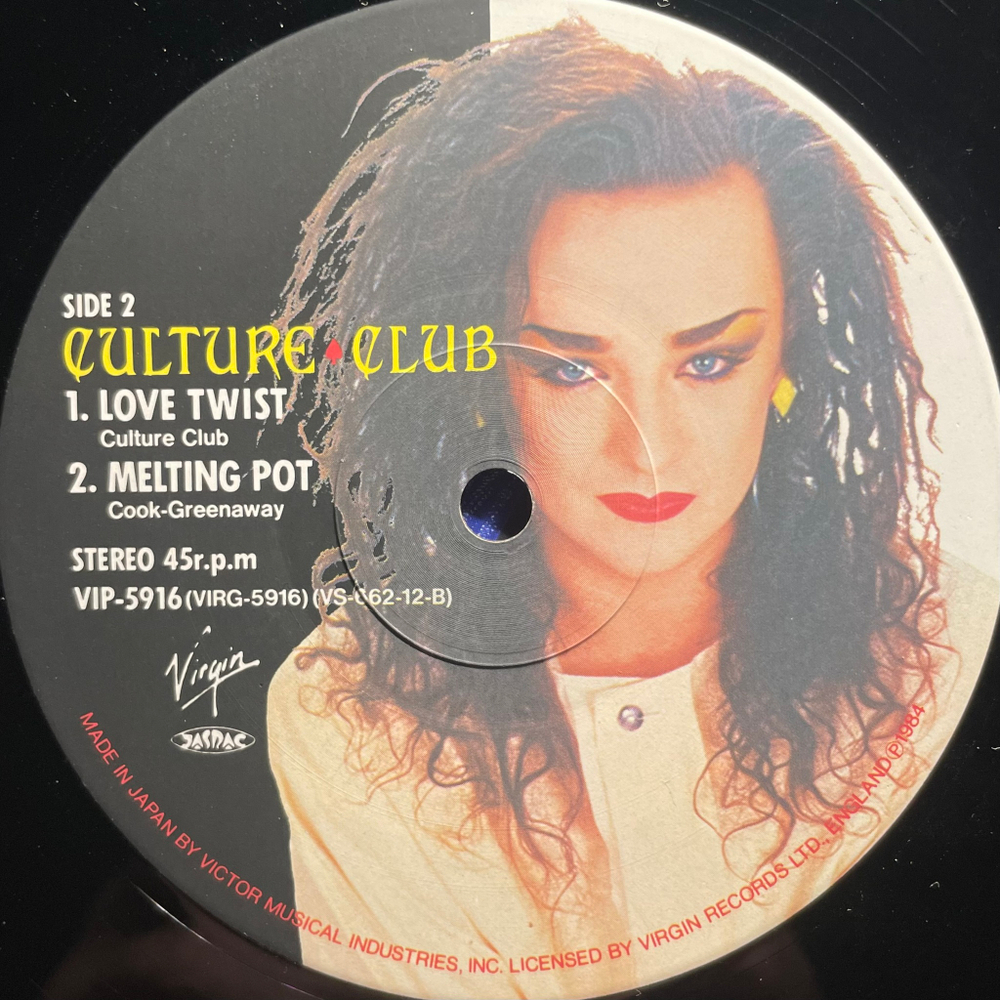 SIDE 2
CULTURE♦CLUB
1. LOVE TWIST
Culture Club
2. MELTING POT
Cook-Greenaway
STEREO 45r.p.m
VIP-5916(VIRG-5916)(VS-662-12-B)
Virgin
JASRAC
MADE IN JAPAN BY VICTOR MUSICAL INDUSTRIES, INC. LICENSED BY VIRGIN RECORDS LTD., ENGLAND Ⓟ1984